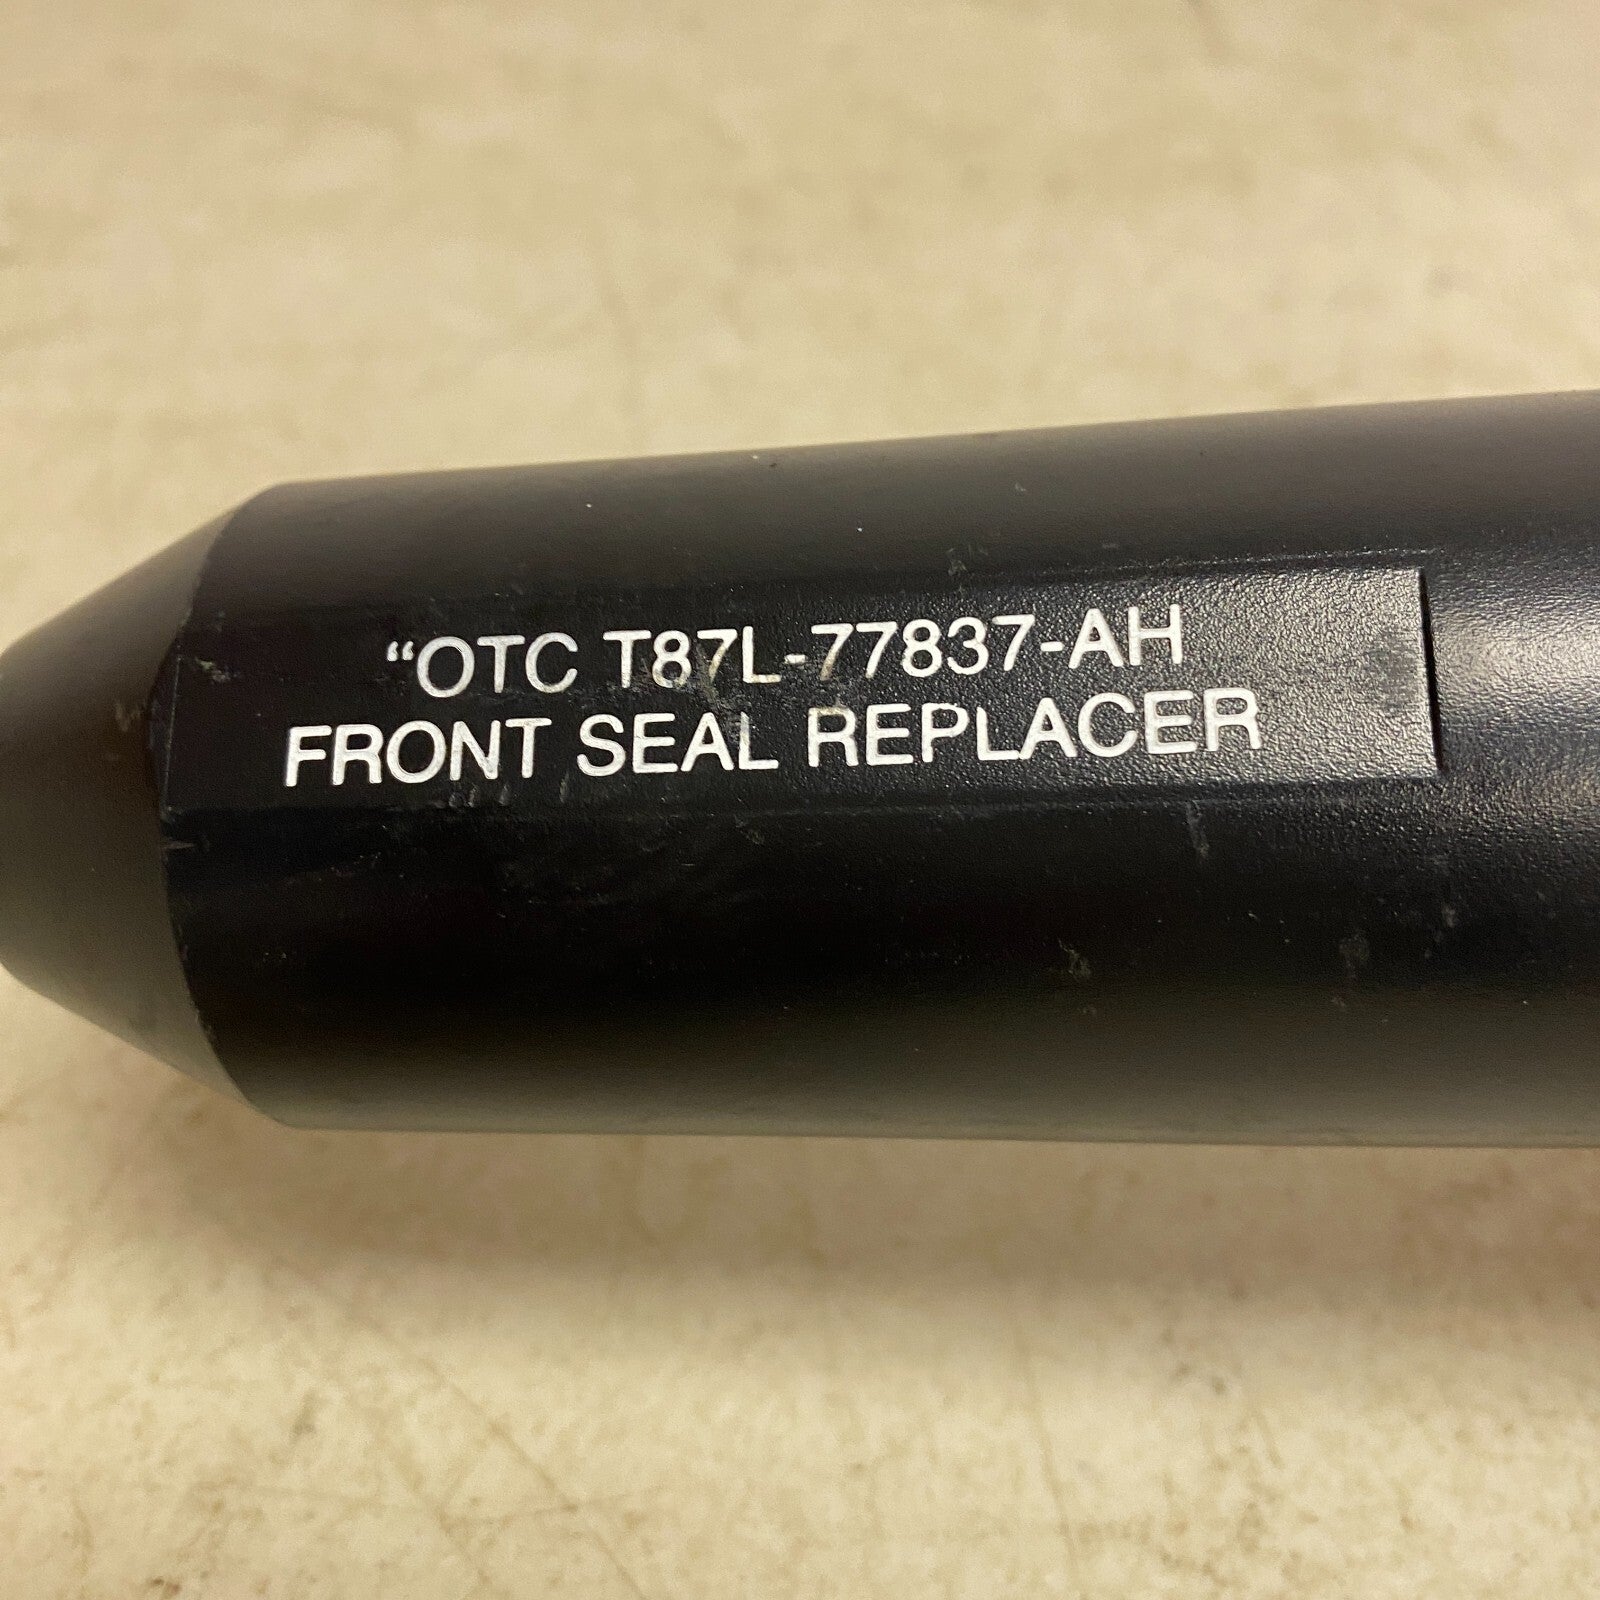 “OTC T87L-77837-AH
FRONT SEAL REPLACER